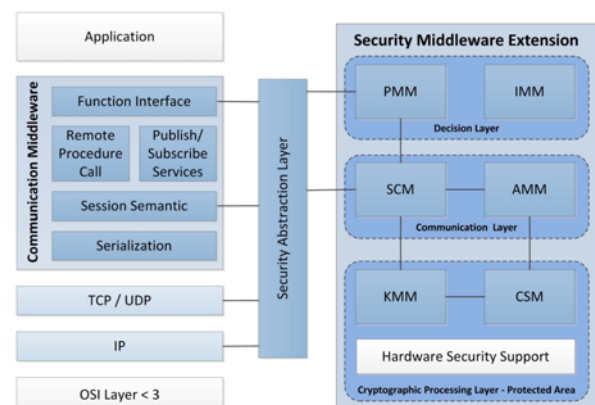 Application
Communication Middleware
Function Interface
Remote
Procedure
Call
Publish/
Subscribe
Services
Session Semantic
Serialization
TCP / UDP
IP
OSI Layer < 3
Security Abstraction Layer
Security Middleware Extension
PMM
IMM
Decision Layer
SCM
AMM
Communication Layer
KMM
CSM
Hardware Security Support
Cryptographic Processing Layer - Protected Area